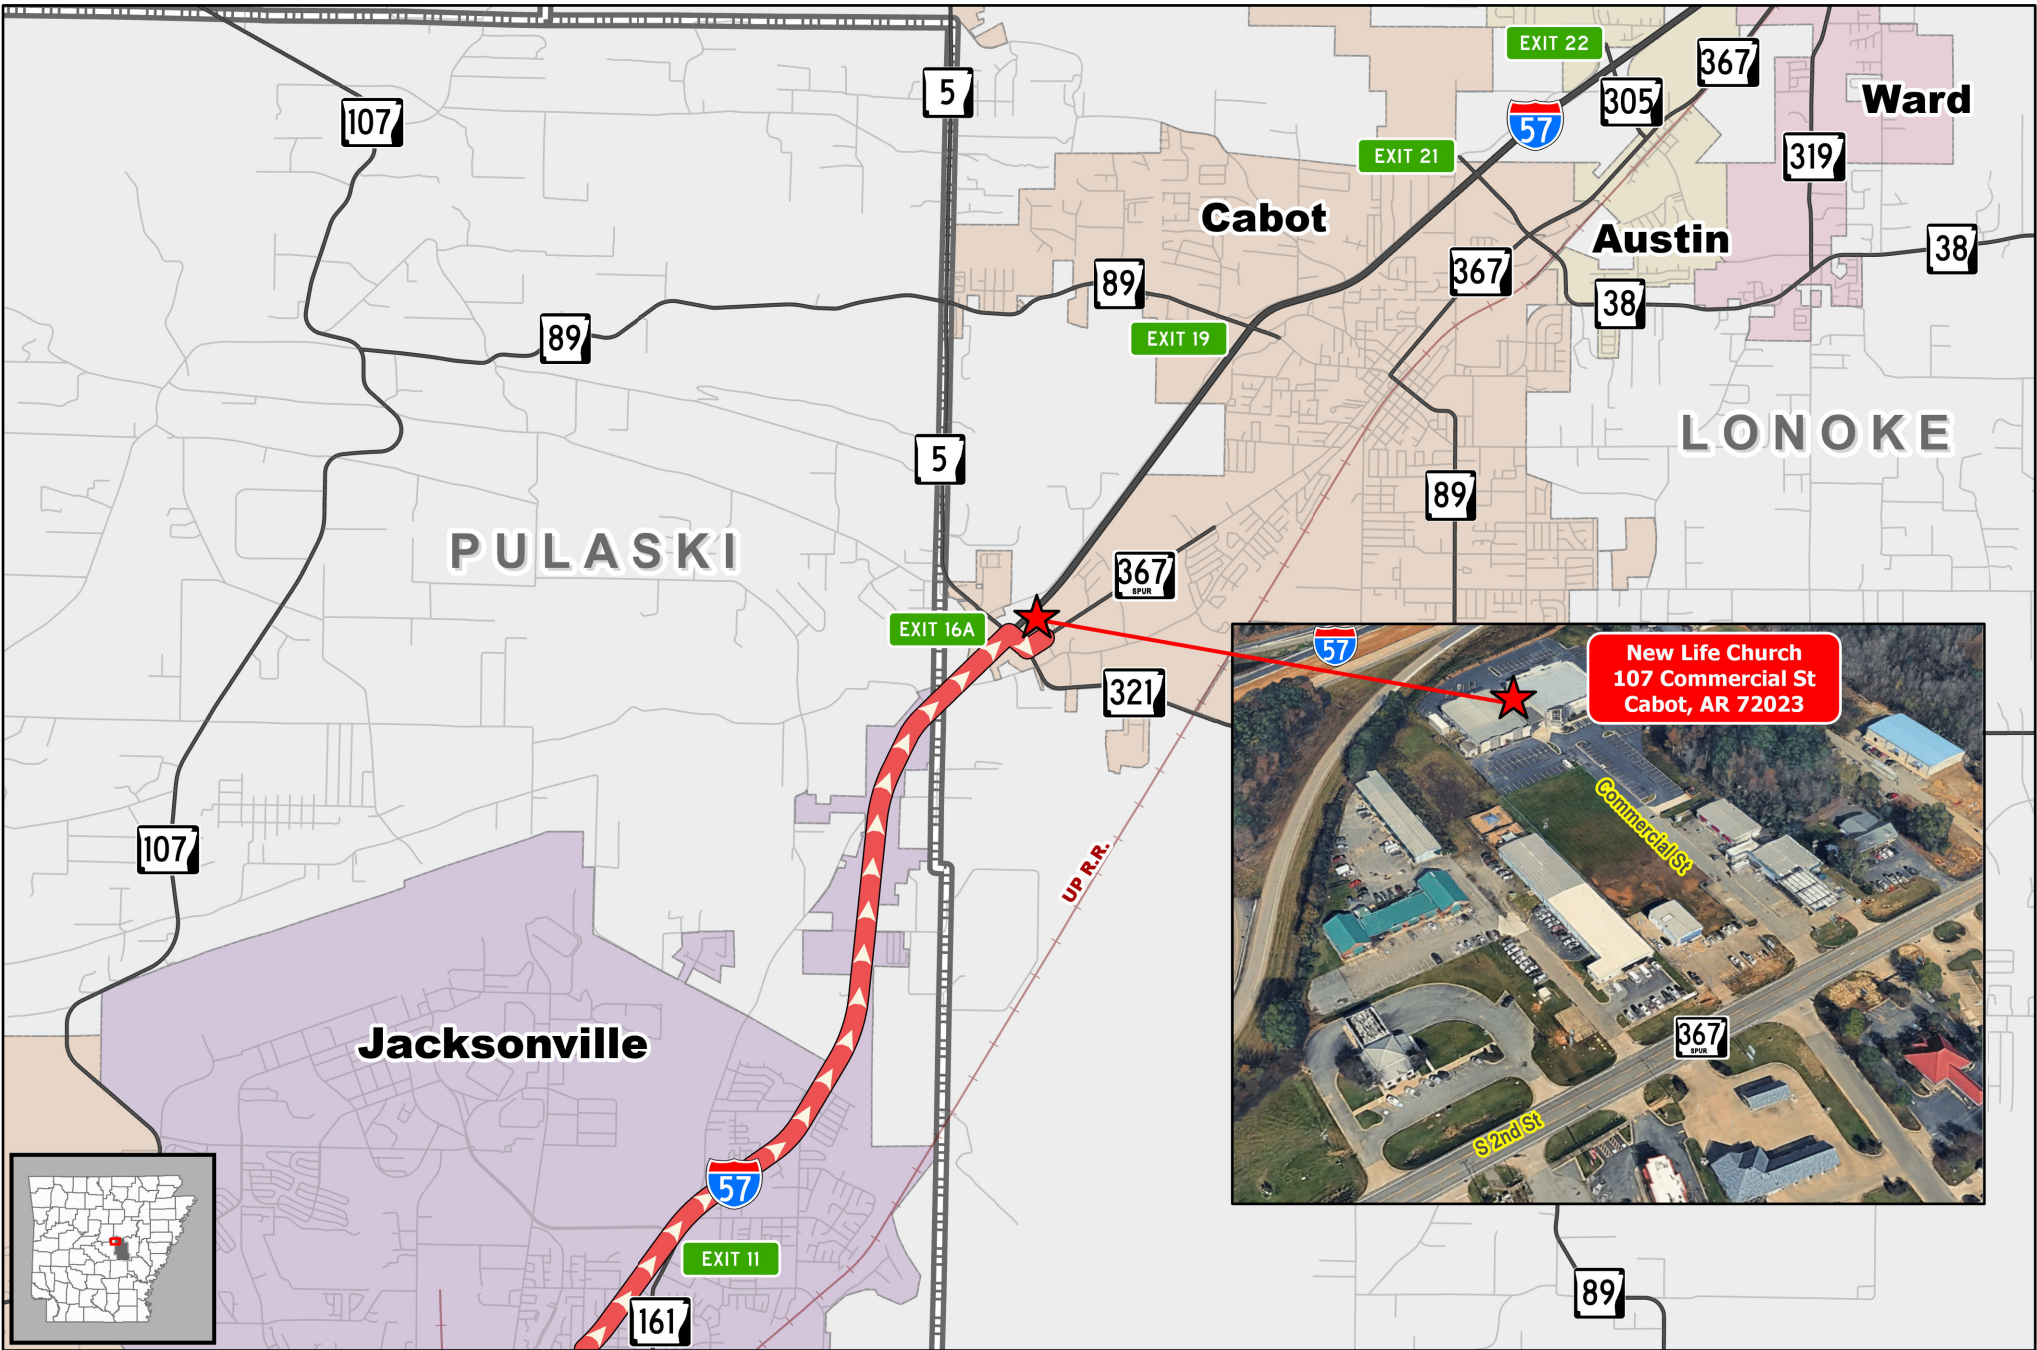 EXIT 22
367
5
305
Ward
107
57
EXIT 21
319
Cabot
Austin
38
367
89
38
EXIT 19
89
LONOKE
5
89
PULASKI
367
SPUR
EXIT 16A
321
57
New Life Church
107 Commercial St
Cabot, AR 72023
Commercial St
107
UP R.R.
Jacksonville
367
SPUR
S 2nd St
57
EXIT 11
89
161